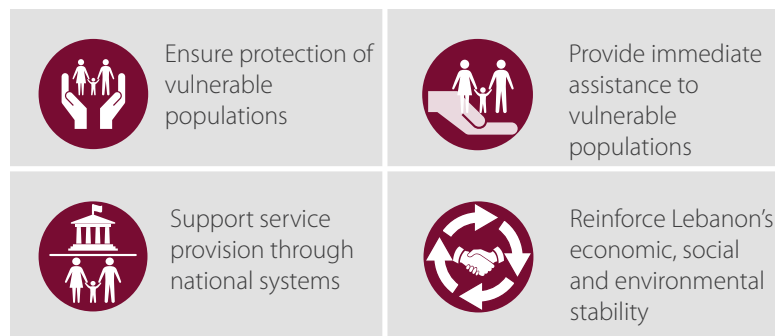 Ensure protection of
vulnerable
populations
Provide immediate
assistance to
vulnerable
populations
Support service
provision through
national systems
Reinforce Lebanon's
economic, social
and environmental
stability